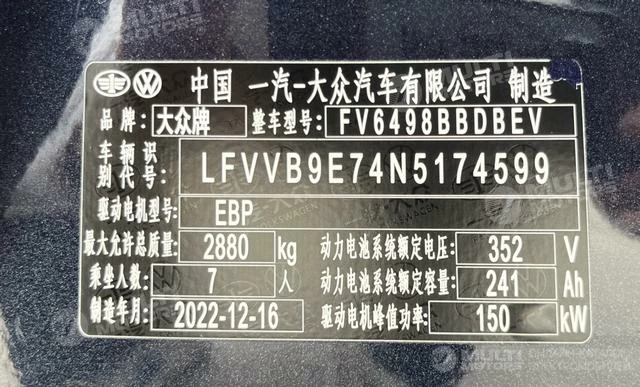 中国 一汽-大众汽车有限公司 制造
品牌: 大众牌 整车型号: FV6498BBDBEV
车辆识别代号: LFVVB9E74N5174599
驱动电机型号: EBP
最大允许总质量: 2880 kg 动力电池系统额定电压: 352 V
乘坐人数: 7 人 动力电池系统额定容量: 241 Ah
制造年月: 2022-12-16 驱动电机峰值功率: 150 kW
MULTI MOTORS